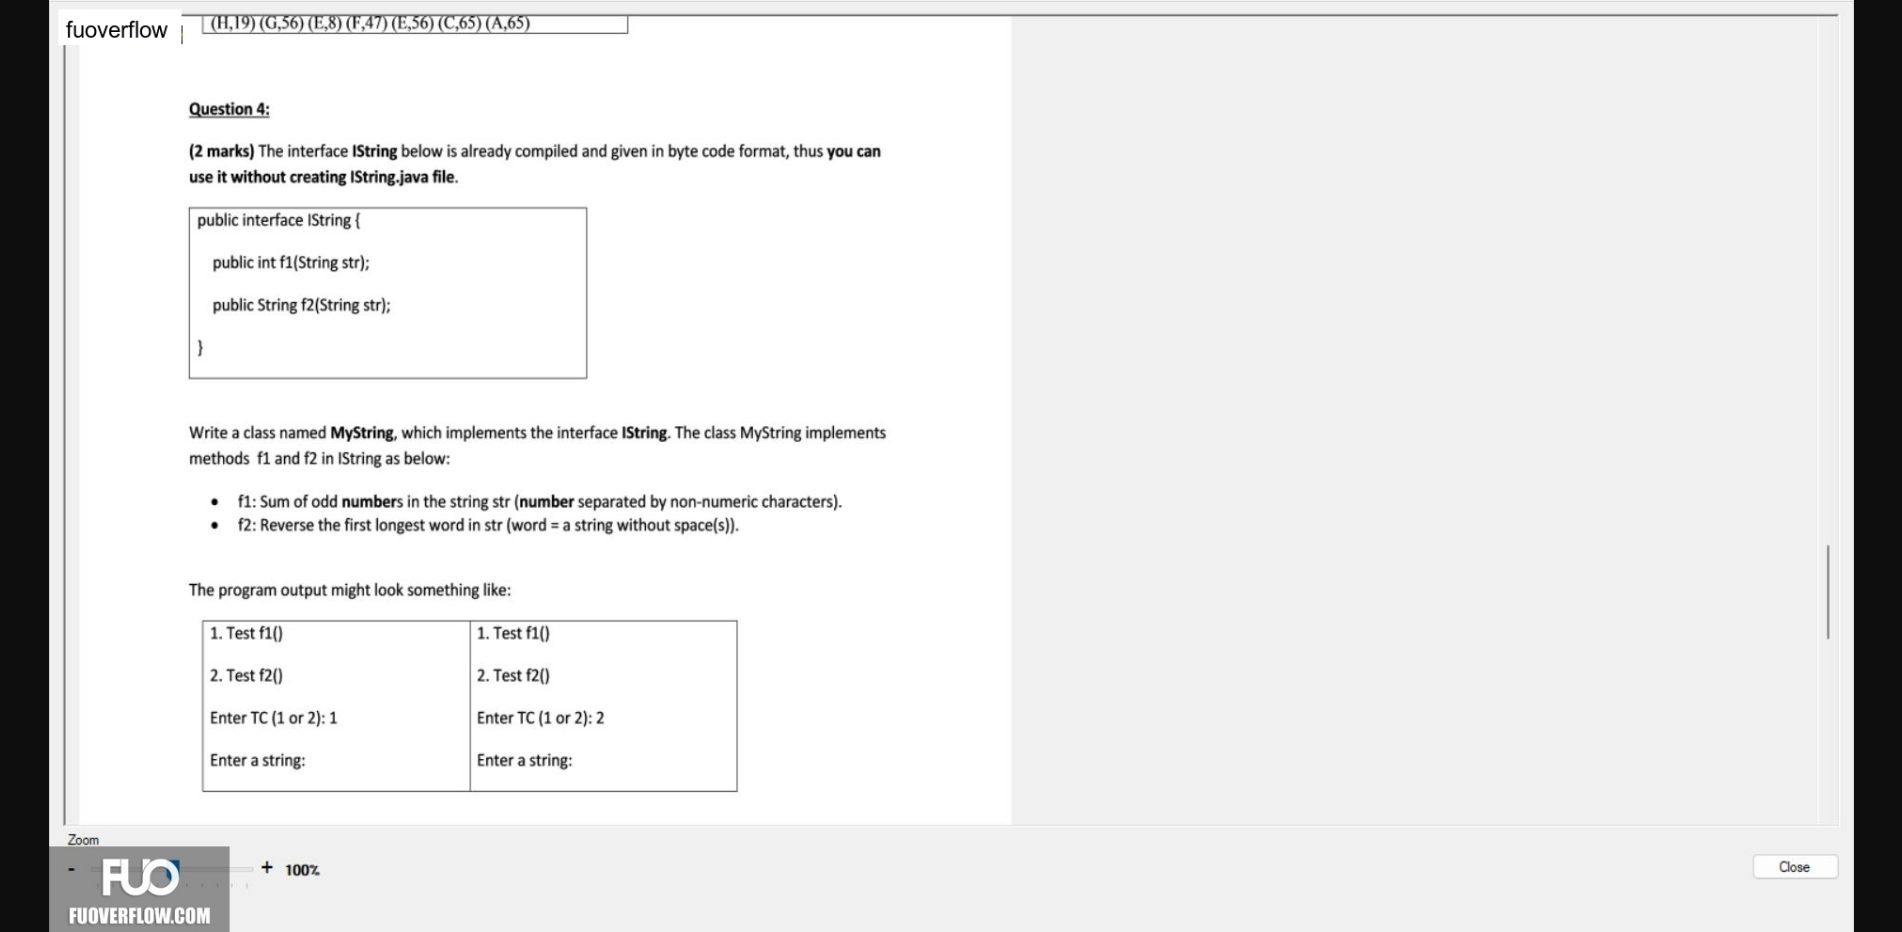 fuoverflow
(H,19) (G,56) (E,8) (F,47) (E,56) (C,65) (A,65)
Question 4:
(2 marks) The interface IString below is already compiled and given in byte code format, thus you can
use it without creating IString.java file.
public interface IString {
public int f1(String str);
public String f2(String str);
}
Write a class named MyString, which implements the interface IString. The class MyString implements
methods f1 and f2 in IString as below:
• f1: Sum of odd numbers in the string str (number separated by non-numeric characters).
• f2: Reverse the first longest word in str (word = a string without space(s)).
The program output might look something like:
1. Test f1()
2. Test f2()
Enter TC (1 or 2): 1
Enter a string:
1. Test f1()
2. Test f2()
Enter TC (1 or 2): 2
Enter a string:
Zoom
- + 100%
Close
FUO
FUOVERFLOW.COM